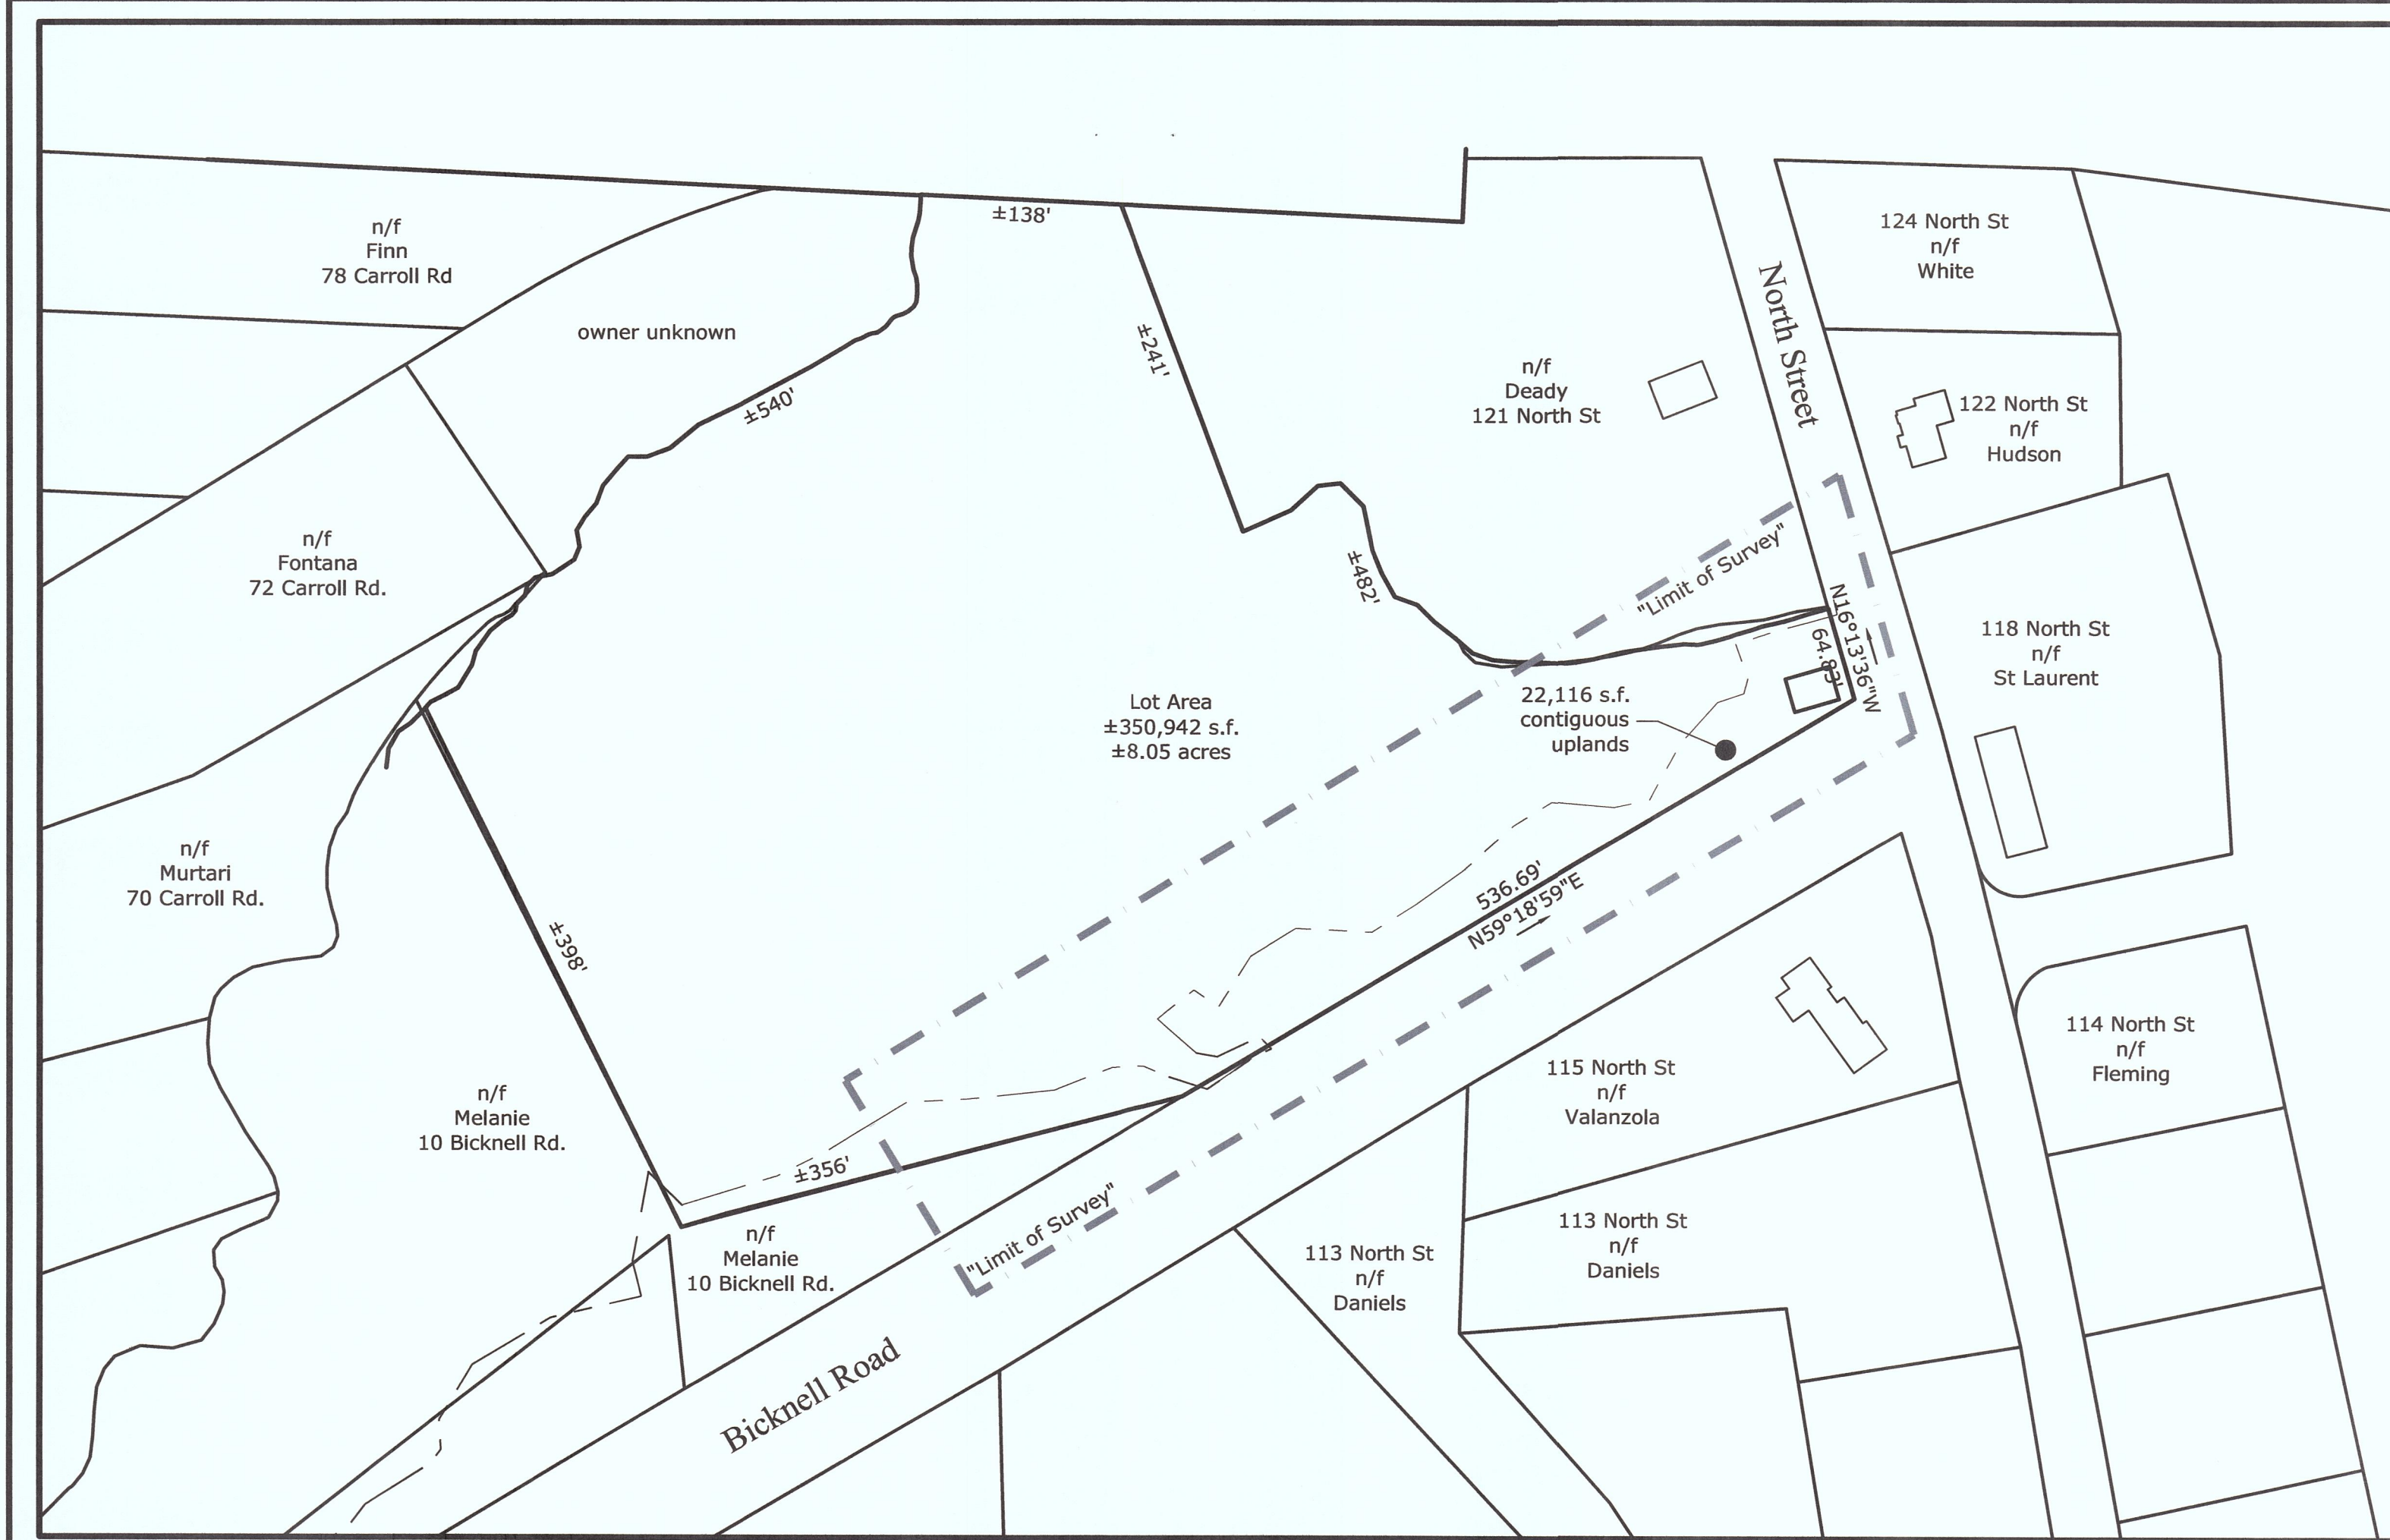 ±138'
n/f
Finn
78 Carroll Rd
124 North St
n/f
White
North Street
owner unknown
±241'
±540'
n/f
Deady
121 North St
122 North St
n/f
Hudson
n/f
Fontana
72 Carroll Rd.
±482'
"Limit of Survey"
N16°13'36"W
64.83'
118 North St
n/f
St Laurent
Lot Area
±350,942 s.f.
±8.05 acres
22,116 s.f.
contiguous
uplands
n/f
Murtari
70 Carroll Rd.
±398'
536.69'
N59°18'59"E
114 North St
n/f
Fleming
115 North St
n/f
Valanzola
n/f
Melanie
10 Bicknell Rd.
±356'
"Limit of Survey"
n/f
Melanie
10 Bicknell Rd.
113 North St
n/f
Daniels
113 North St
n/f
Daniels
Bicknell Road